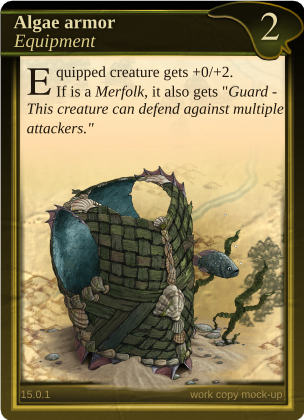 Algae armor
2
Equipment
Equipped creature gets +0/+2.
If is a Merfolk, it also gets "Guard -
This creature can defend against multiple
attackers."
15.0.1
work copy mock-up